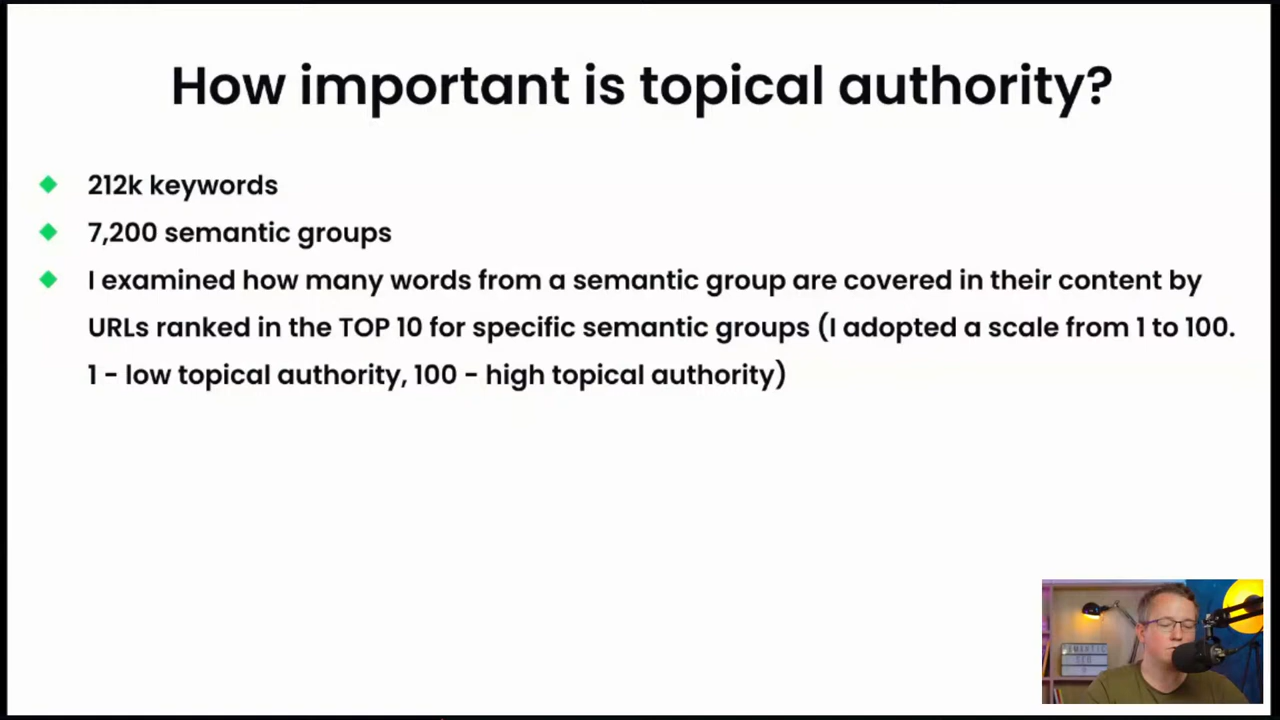 How important is topical authority?
212k keywords
7,200 semantic groups
I examined how many words from a semantic group are covered in their content by
URLs ranked in the TOP 10 for specific semantic groups (I adopted a scale from 1 to 100.
1 - low topical authority, 100 - high topical authority)
SEMANTIC
SEO